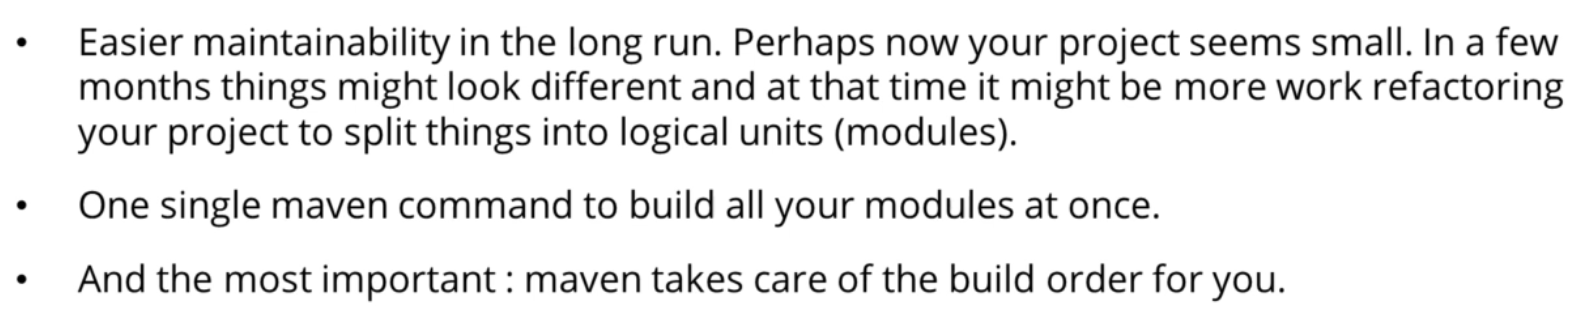 • Easier maintainability in the long run. Perhaps now your project seems small. In a few
months things might look different and at that time it might be more work refactoring
your project to split things into logical units (modules).
• One single maven command to build all your modules at once.
• And the most important : maven takes care of the build order for you.